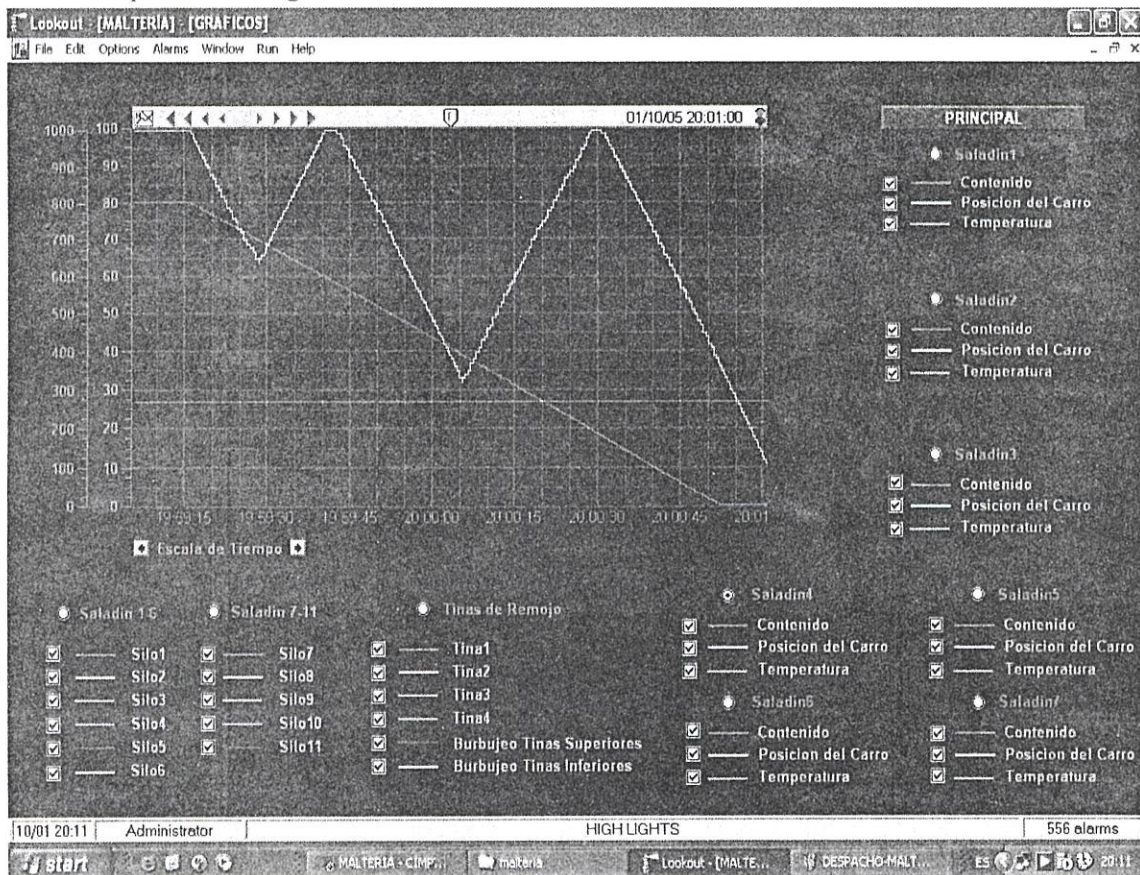 Lookout - [MALTERÍA] - [GRAFICOS]
File Edit Options Alarms Window Run Help
01/10/05 20:01:00
PRINCIPAL
1000 100
90
800 80
700 70
600 60
500 50
400 40
300 30
200 20
100 10
0 0
19:59:15 19:59:30 19:59:45 20:00:00 20:00:15 20:00:30 20:00:45 20:01
Escala de Tiempo
Saladin1
Contenido
Posicion del Carro
Temperatura
Saladin2
Contenido
Posicion del Carro
Temperatura
Saladin3
Contenido
Posicion del Carro
Temperatura
Saladin 1-6
Silo1
Silo2
Silo3
Silo4
Silo5
Silo6
Saladin 7-11
Silo7
Silo8
Silo9
Silo10
Silo11
Tinas de Remojo
Tina1
Tina2
Tina3
Tina4
Burbujeo Tinas Superiores
Burbujeo Tinas Inferiores
Saladin4
Contenido
Posicion del Carro
Temperatura
Saladin5
Contenido
Posicion del Carro
Temperatura
Saladin6
Contenido
Posicion del Carro
Temperatura
Saladin7
Contenido
Posicion del Carro
Temperatura
10/01 20:11 Administrator HIGH LIGHTS 556 alarms
start MALTERIA - CIMP... malteria Lookout - [MALTE... DESPACHO-MALT... ES 20:11